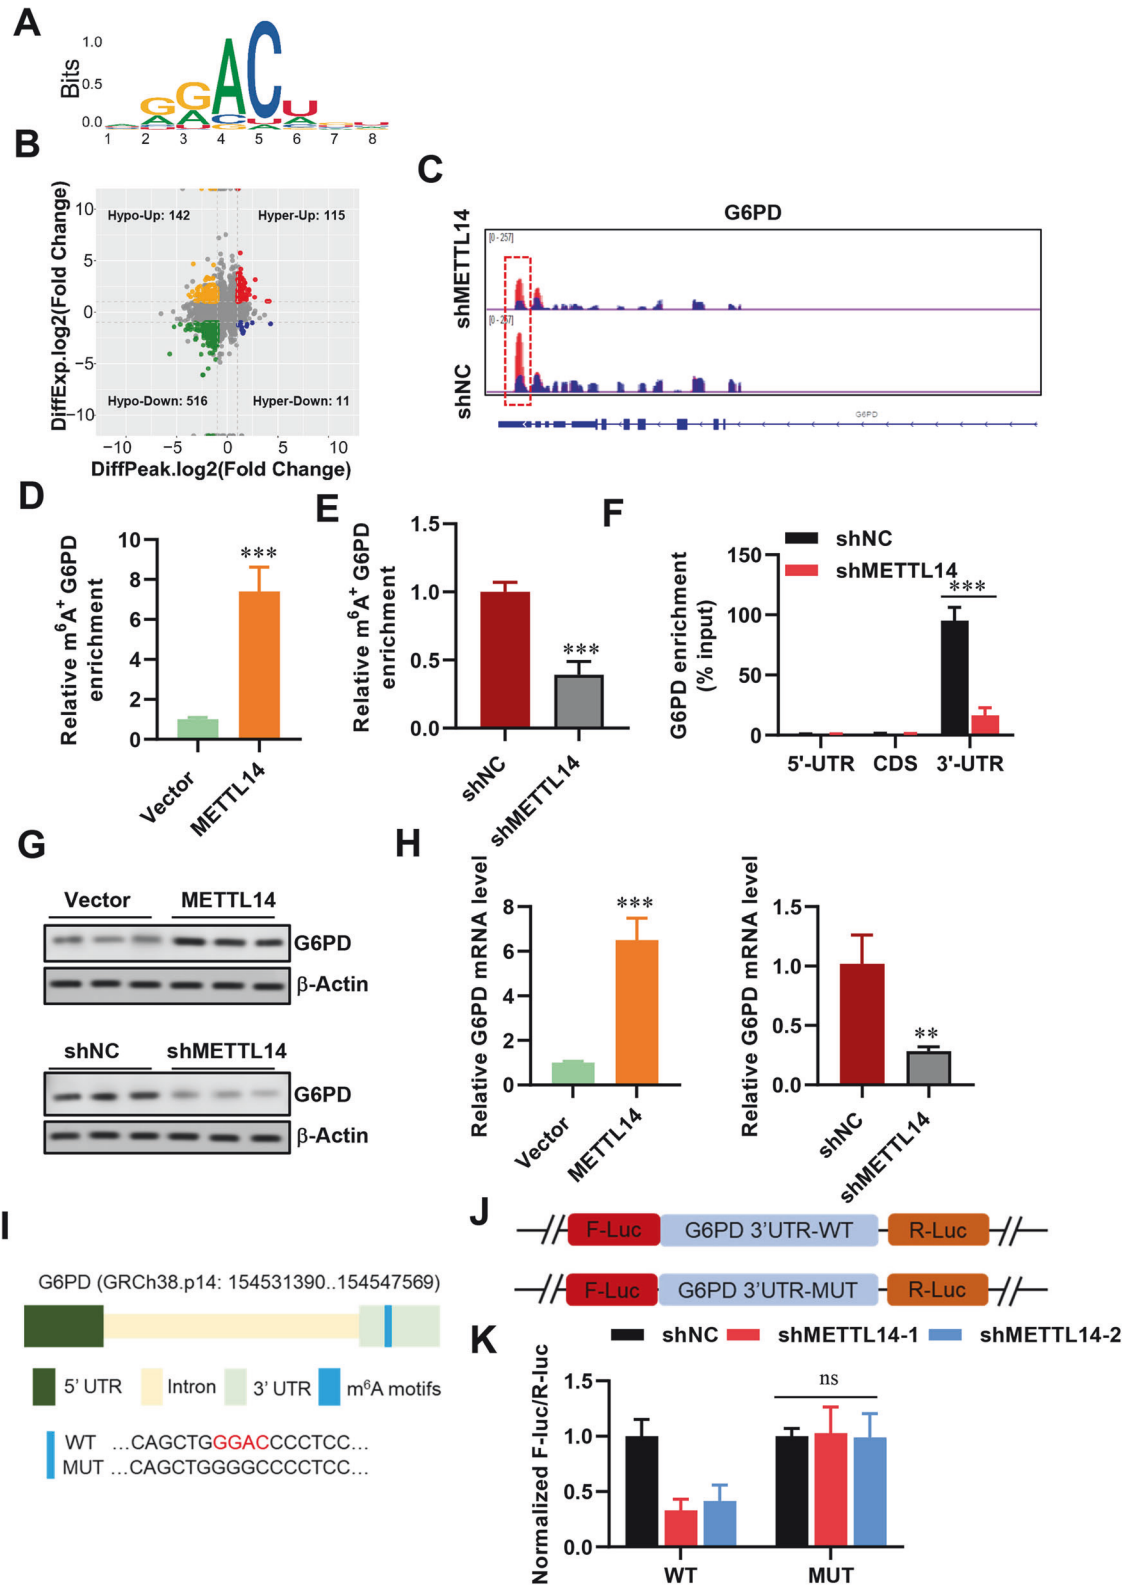 A
Bits
1.0
0.5
0.0
GGACU
1 2 3 4 5 6 7 8
B
DiffExp.log2(Fold Change)
10
5
0
−5
−10
Hypo-Up: 142
Hyper-Up: 115
Hypo-Down: 516
Hyper-Down: 11
−10 −5 0 5 10
DiffPeak.log2(Fold Change)
C
G6PD
shMETTL14
[0 - 257]
shNC
[0 - 257]
G6PD
D
Relative m6A+ G6PD
enrichment
10
8
6
4
2
0
***
Vector
METTL14
E
Relative m6A+ G6PD
enrichment
1.5
1.0
0.5
0.0
***
shNC
shMETTL14
F
shNC
shMETTL14
G6PD enrichment
(% input)
150
100
50
0
***
5'-UTR CDS 3'-UTR
G
Vector METTL14
G6PD
β-Actin
shNC shMETTL14
G6PD
β-Actin
H
Relative G6PD mRNA level
8
6
4
2
0
***
Vector
METTL14
Relative G6PD mRNA level
1.5
1.0
0.5
0.0
**
shNC
shMETTL14
I
G6PD (GRCh38.p14: 154531390..154547569)
5' UTR Intron 3' UTR m6A motifs
WT ...CAGCTGGGACCCCTCC...
MUT ...CAGCTGGGGCCCCTCC...
J
F-Luc G6PD 3'UTR-WT R-Luc
F-Luc G6PD 3'UTR-MUT R-Luc
K
shNC shMETTL14-1 shMETTL14-2
Normalized F-luc/R-luc
1.5
1.0
0.5
0.0
ns
WT MUT